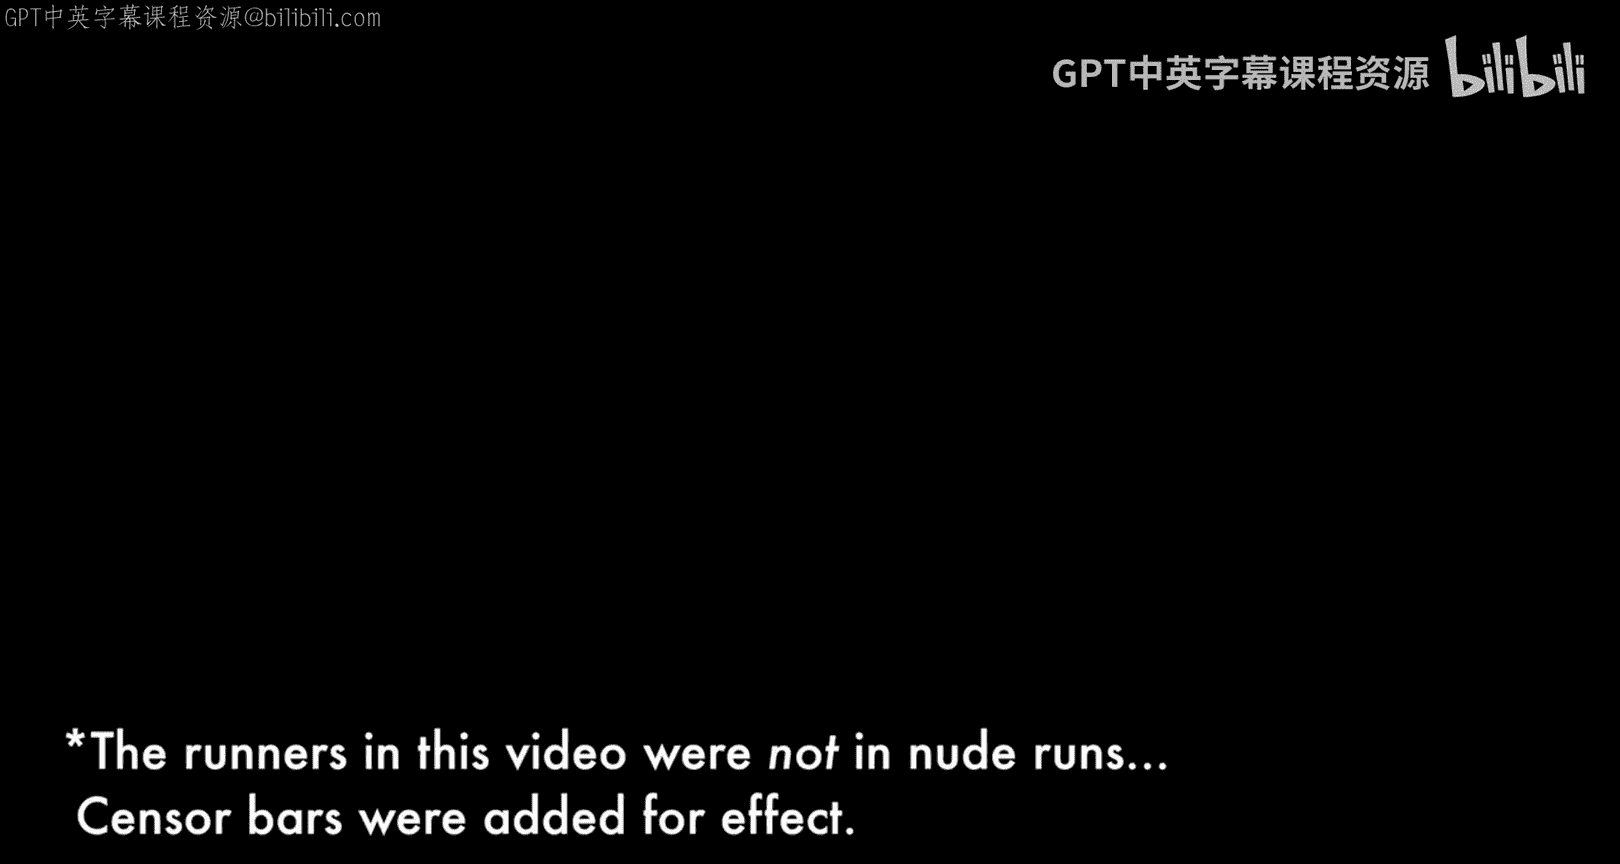 GPT中英字幕课程资源@bilibili.com
GPT中英字幕课程资源 bilibili
*The runners in this video were not in nude runs...
Censor bars were added for effect.